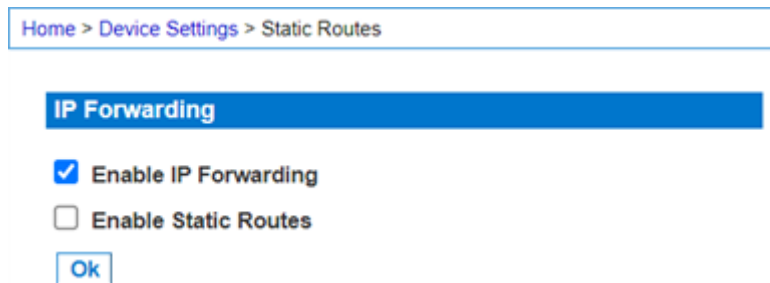 Home > Device Settings > Static Routes
IP Forwarding
Enable IP Forwarding
Enable Static Routes
Ok